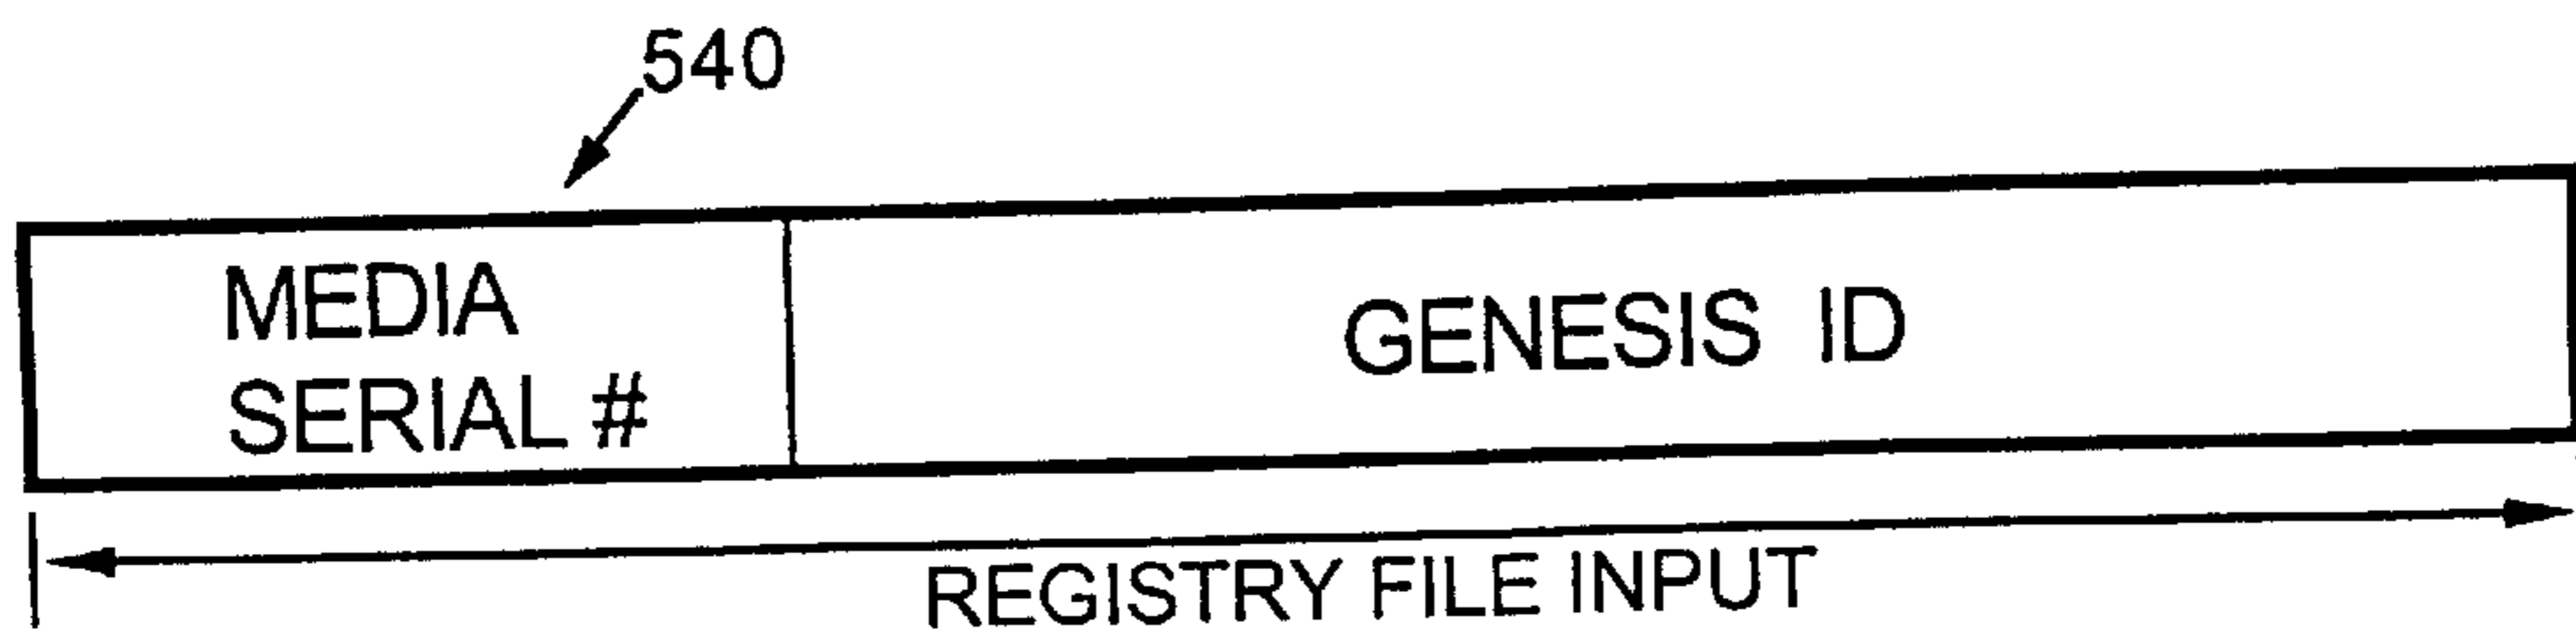 540
MEDIA
SERIAL #
GENESIS ID
REGISTRY FILE INPUT